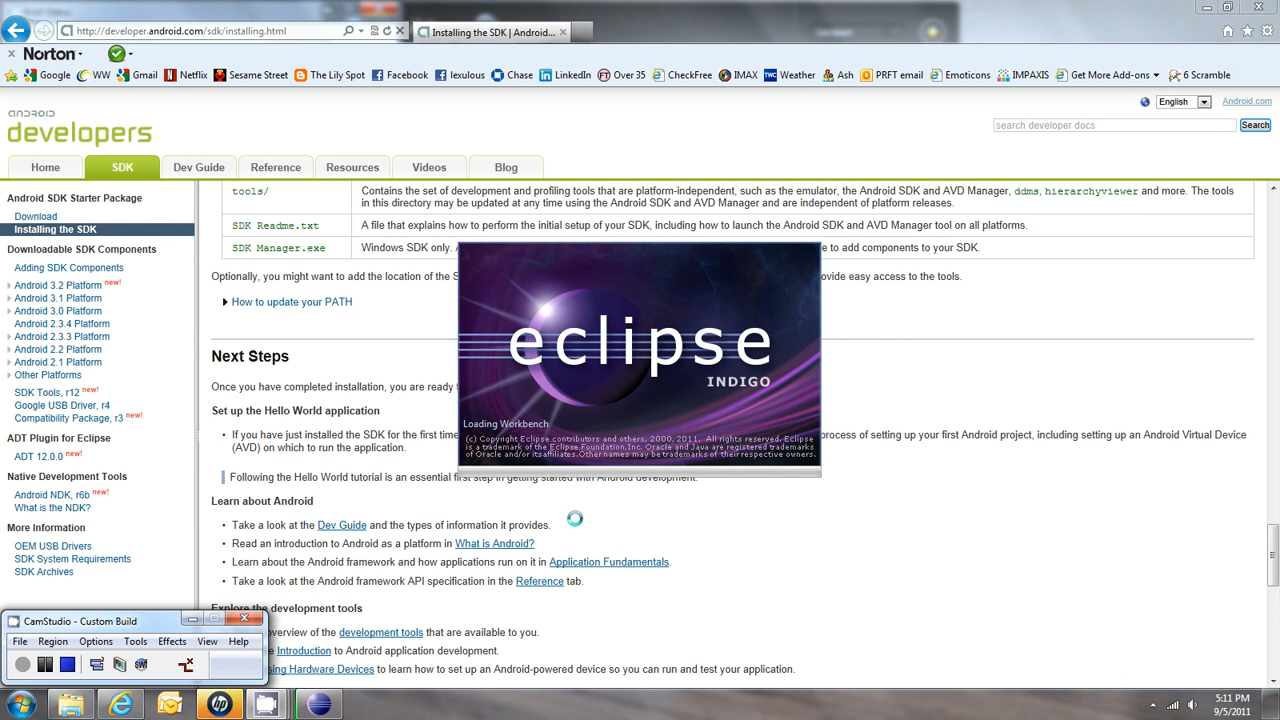 http://developer.android.com/sdk/installing.html
Installing the SDK | Android...
Norton
Google
WW
Gmail
Netflix
Sesame Street
The Lily Spot
Facebook
lexulous
Chase
LinkedIn
Over 35
CheckFree
IMAX
Weather
Ash
PRFT email
Emoticons
IMPAXIS
Get More Add-ons
6 Scramble
English
Android.com
android
developers
search developer docs
Search
Home
SDK
Dev Guide
Reference
Resources
Videos
Blog
Android SDK Starter Package
Download
Installing the SDK
Downloadable SDK Components
Adding SDK Components
Android 3.2 Platform new!
Android 3.1 Platform
Android 3.0 Platform
Android 2.3.4 Platform
Android 2.3.3 Platform
Android 2.2 Platform
Android 2.1 Platform
Other Platforms
SDK Tools, r12 new!
Google USB Driver, r4
Compatibility Package, r3 new!
ADT Plugin for Eclipse
ADT 12.0.0 new!
Native Development Tools
Android NDK, r6b new!
What is the NDK?
More Information
OEM USB Drivers
SDK System Requirements
SDK Archives
tools/
Contains the set of development and profiling tools that are platform-independent, such as the emulator, the Android SDK and AVD Manager, ddms, hierarchyviewer and more. The tools
in this directory may be updated at any time using the Android SDK and AVD Manager and are independent of platform releases.
SDK Readme.txt
A file that explains how to perform the initial setup of your SDK, including how to launch the Android SDK and AVD Manager tool on all platforms.
SDK Manager.exe
Windows SDK only. to add components to your SDK.
Optionally, you might want to add the location of the provide easy access to the tools.
How to update your PATH
Next Steps
Once you have completed installation, you are ready
Set up the Hello World application
If you have just installed the SDK for the first process of setting up your first Android project, including setting up an Android Virtual Device
(AVD) on which to run the application.
Following the Hello World tutorial is an essential first step in getting started with Android development.
Learn about Android
Take a look at the Dev Guide and the types of information it provides.
Read an introduction to Android as a platform in What is Android?
Learn about the Android framework and how applications run on it in Application Fundamentals.
Take a look at the Android framework API specification in the Reference tab.
Explore the development tools
overview of the development tools that are available to you.
Introduction to Android application development.
Hardware Devices to learn how to set up an Android-powered device so you can run and test your application.
eclipse
INDIGO
Loading Workbench
(c) Copyright Eclipse contributors and others, 2000, 2011. All rights reserved. Eclipse
is a trademark of the Eclipse Foundation,Inc. Oracle and Java are registered trademarks
of Oracle and/or itsaffiliates.Other names may be trademarks of their respective owners.
CamStudio - Custom Build
File
Region
Options
Tools
Effects
View
Help
5:11 PM
9/5/2011